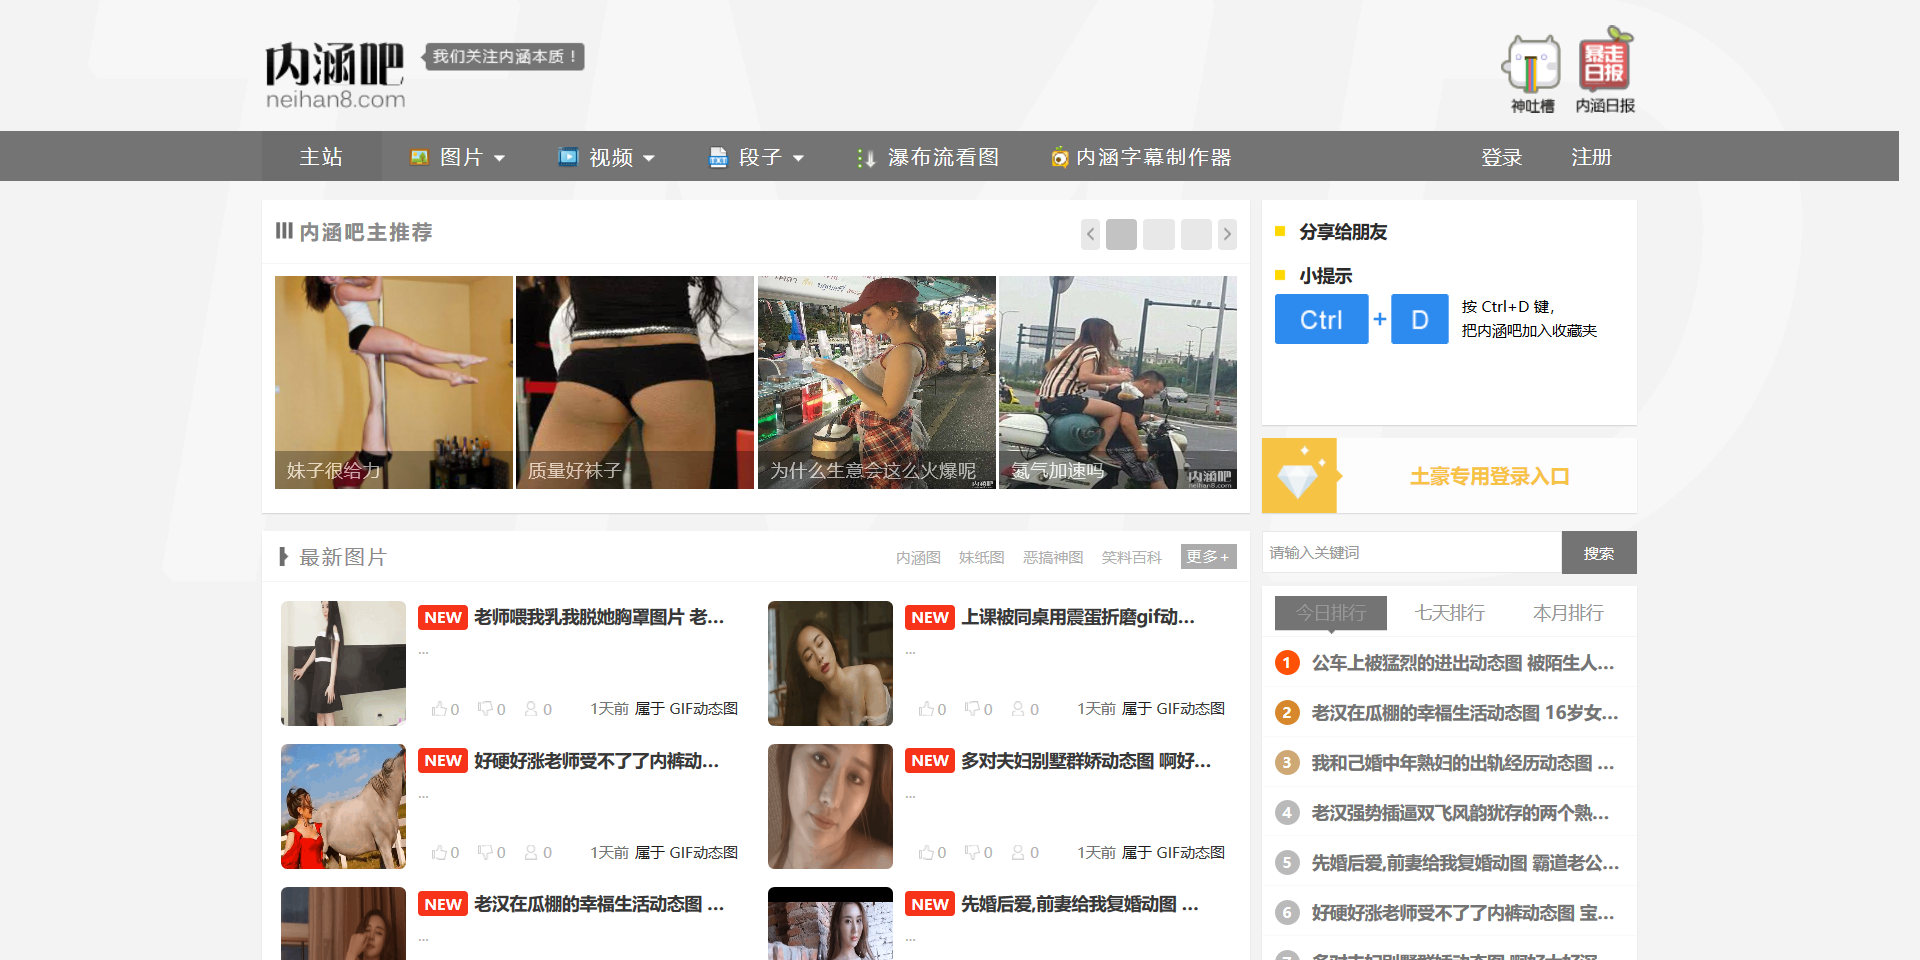 内涵吧
neihan8.com
我们关注内涵本质！
神吐槽
暴走日报
内涵日报
主站 图片 视频 段子 瀑布流看图 内涵字幕制作器 登录 注册
内涵吧主推荐
妹子很给力
质量好袜子
为什么生意会这么火爆呢
氮气加速吗
内涵吧
neihan8.com
分享给朋友
小提示
Ctrl + D
按 Ctrl+D 键，
把内涵吧加入收藏夹
土豪专用登录入口
最新图片 内涵图 妹纸图 恶搞神图 笑料百科 更多+
请输入关键词 搜索
NEW 老师喂我乳我脱她胸罩图片 老...
...
0 0 0 1天前 属于 GIF动态图
NEW 上课被同桌用震蛋折磨gif动...
...
0 0 0 1天前 属于 GIF动态图
NEW 好硬好涨老师受不了了内裤动...
...
0 0 0 1天前 属于 GIF动态图
NEW 多对夫妇别墅群娇动态图 啊好...
...
0 0 0 1天前 属于 GIF动态图
NEW 老汉在瓜棚的幸福生活动态图 ...
...
NEW 先婚后爱,前妻给我复婚动图 ...
...
今日排行 七天排行 本月排行
1 公车上被猛烈的进出动态图 被陌生人...
2 老汉在瓜棚的幸福生活动态图 16岁女...
3 我和己婚中年熟妇的出轨经历动态图 ...
4 老汉强势插逼双飞风韵犹存的两个熟...
5 先婚后爱,前妻给我复婚动图 霸道老公...
6 好硬好涨老师受不了了内裤动态图 宝...